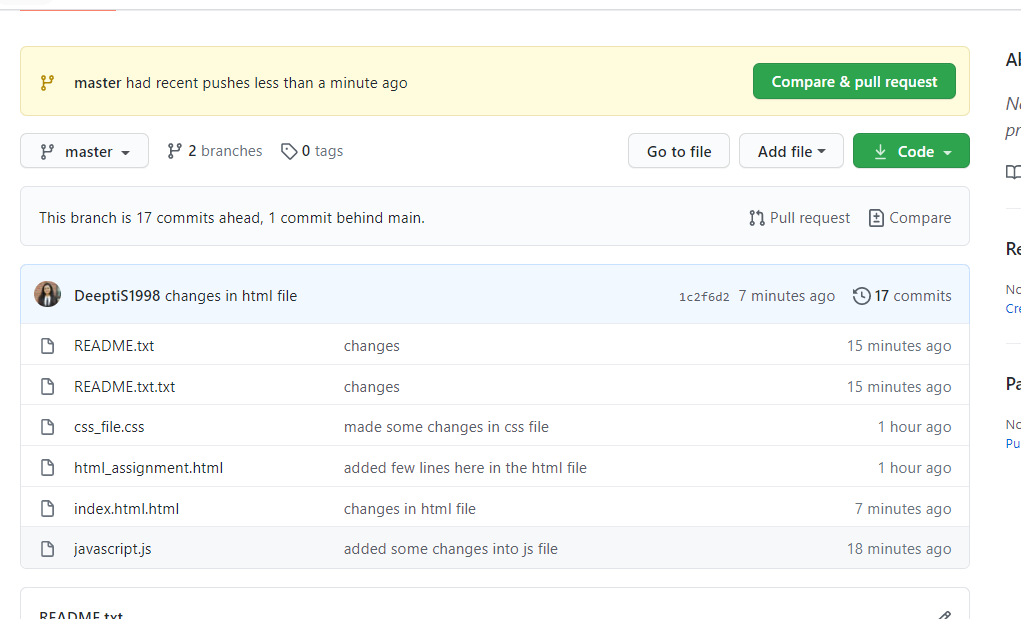 master had recent pushes less than a minute ago
Compare & pull request
master
2 branches
0 tags
Go to file
Add file
Code
This branch is 17 commits ahead, 1 commit behind main.
Pull request
Compare
DeeptiS1998 changes in html file
1c2f6d2 7 minutes ago
17 commits
README.txt changes 15 minutes ago
README.txt.txt changes 15 minutes ago
css_file.css made some changes in css file 1 hour ago
html_assignment.html added few lines here in the html file 1 hour ago
index.html.html changes in html file 7 minutes ago
javascript.js added some changes into js file 18 minutes ago
README.txt